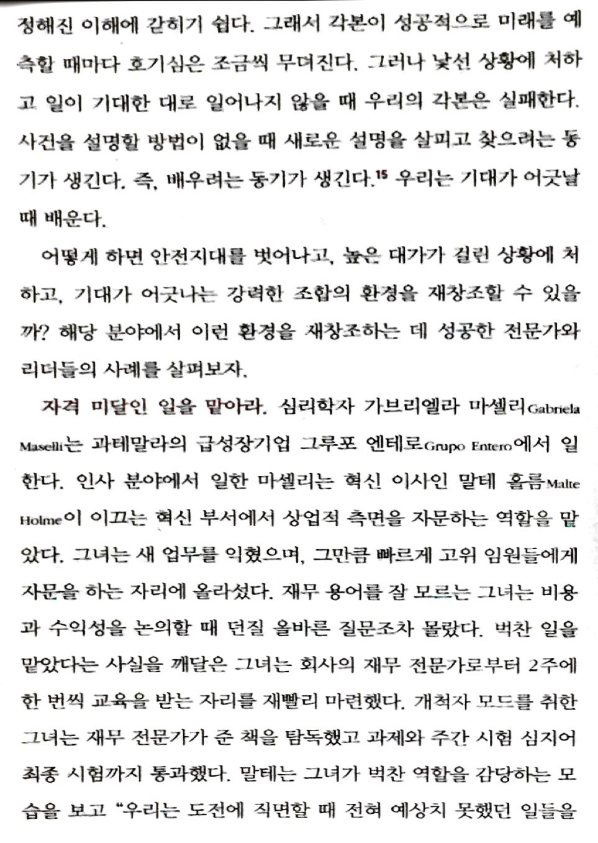 정해진 이해에 갇히기 쉽다. 그래서 각본이 성공적으로 미래를 예
측할 때마다 호기심은 조금씩 무뎌진다. 그러나 낯선 상황에 처하
고 일이 기대한 대로 일어나지 않을 때 우리의 각본은 실패한다.
사건을 설명할 방법이 없을 때 새로운 설명을 살피고 찾으려는 동
기가 생긴다. 즉, 배우려는 동기가 생긴다.15 우리는 기대가 어긋날
때 배운다.
어떻게 하면 안전지대를 벗어나고, 높은 대가가 걸린 상황에 처
하고, 기대가 어긋나는 강력한 조합의 환경을 재창조할 수 있을
까? 해당 분야에서 이런 환경을 재창조하는 데 성공한 전문가와
리더들의 사례를 살펴보자.
자격 미달인 일을 맡아라. 심리학자 가브리엘라 마셀리Gabriela
Maselli는 과테말라의 급성장기업 그루포 엔테로Grupo Entero에서 일
한다. 인사 분야에서 일한 마셀리는 혁신 이사인 말테 홀름Malte
Holme이 이끄는 혁신 부서에서 상업적 측면을 자문하는 역할을 맡
았다. 그녀는 새 업무를 익혔으며, 그만큼 빠르게 고위 임원들에게
자문을 하는 자리에 올라섰다. 재무 용어를 잘 모르는 그녀는 비용
과 수익성을 논의할 때 던질 올바른 질문조차 몰랐다. 벅찬 일을
맡았다는 사실을 깨달은 그녀는 회사의 재무 전문가로부터 2주에
한 번씩 교육을 받는 자리를 재빨리 마련했다. 개척자 모드를 취한
그녀는 재무 전문가가 준 책을 탐독했고 과제와 주간 시험 심지어
최종 시험까지 통과했다. 말테는 그녀가 벅찬 역할을 감당하는 모
습을 보고 “우리는 도전에 직면할 때 전혀 예상치 못했던 일들을